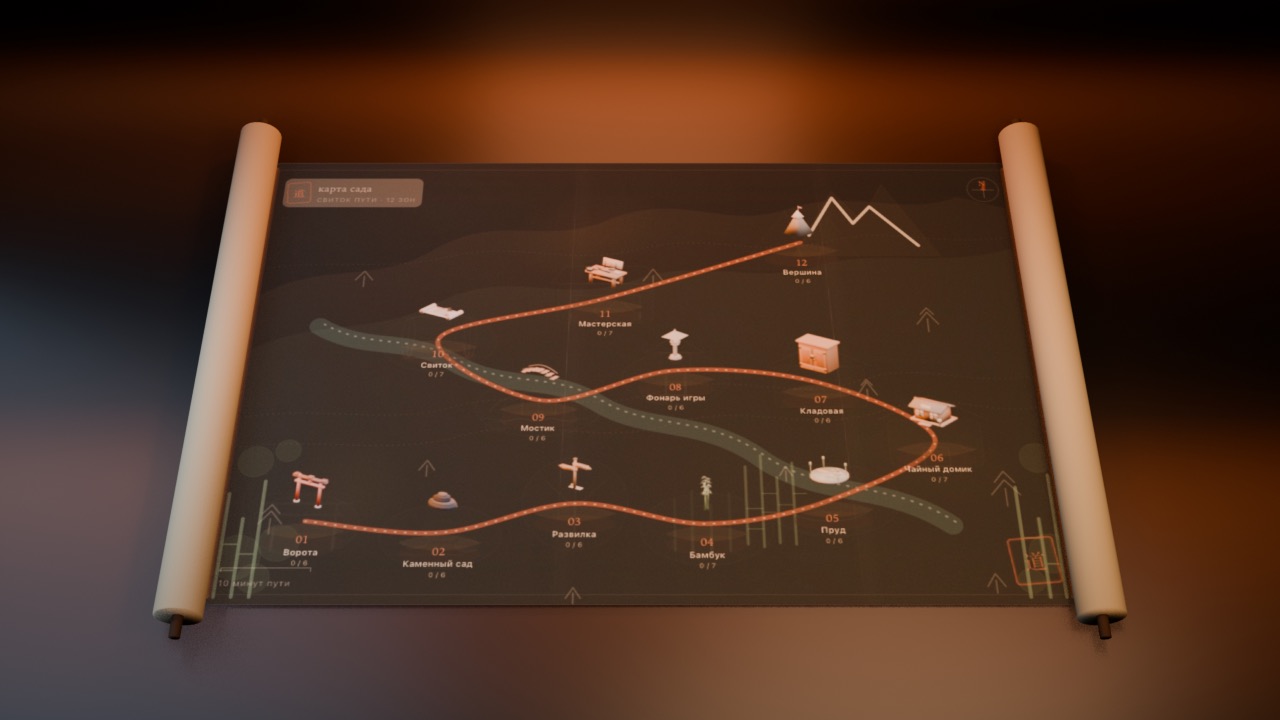 карта сада
СВИТОК ПУТИ · 12 ЗОН
12
Вершина
0 / 6
11
Мастерская
0 / 7
10
Свиток
0 / 7
08
Фонарь игры
0 / 6
07
Кладовая
0 / 6
09
Мостик
0 / 6
06
Чайный домик
0 / 7
05
Пруд
0 / 6
03
Развилка
0 / 6
04
Бамбук
0 / 7
01
Ворота
0 / 6
02
Каменный сад
0 / 6
10 минут пути